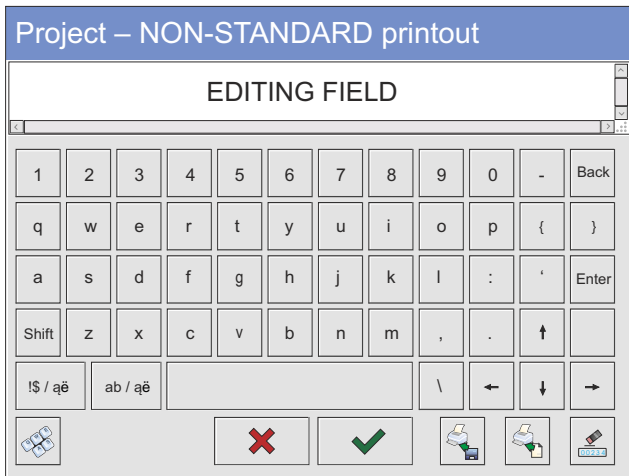 Project – NON-STANDARD printout
EDITING FIELD
1 2 3 4 5 6 7 8 9 0 - Back
q w e r t y u i o p { }
a s d f g h j k l : ‘ Enter
Shift z x c v b n m , . ↑
!$ / ąë ab / ąë \ ← ↓ →
00234